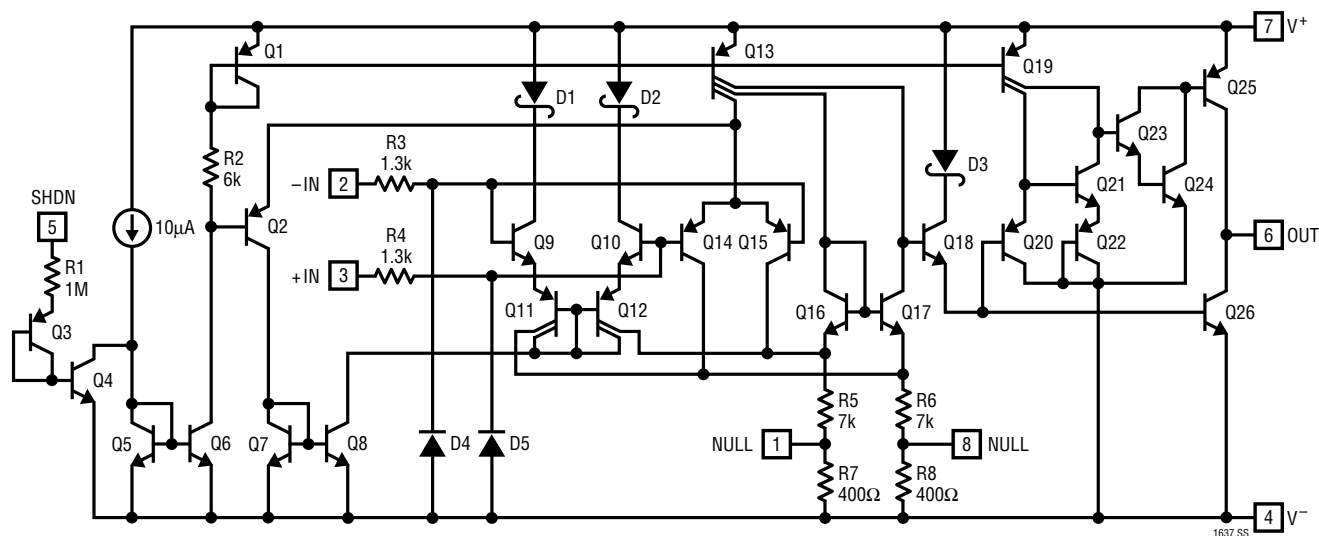 Q1
Q13
Q19
7 V+
D1
D2
Q25
R3
1.3k
Q23
R2
6k
–IN 2
D3
Q21
Q24
SHDN
5
10µA
Q2
Q9
Q10
Q14
Q15
Q18
Q20
Q22
6 OUT
R4
1.3k
+IN 3
R1
1M
Q11
Q12
Q16
Q17
Q26
Q3
Q4
R5
7k
R6
7k
Q5
Q6
Q7
Q8
D4
D5
NULL 1
8 NULL
R7
400Ω
R8
400Ω
4 V–
1637 SS